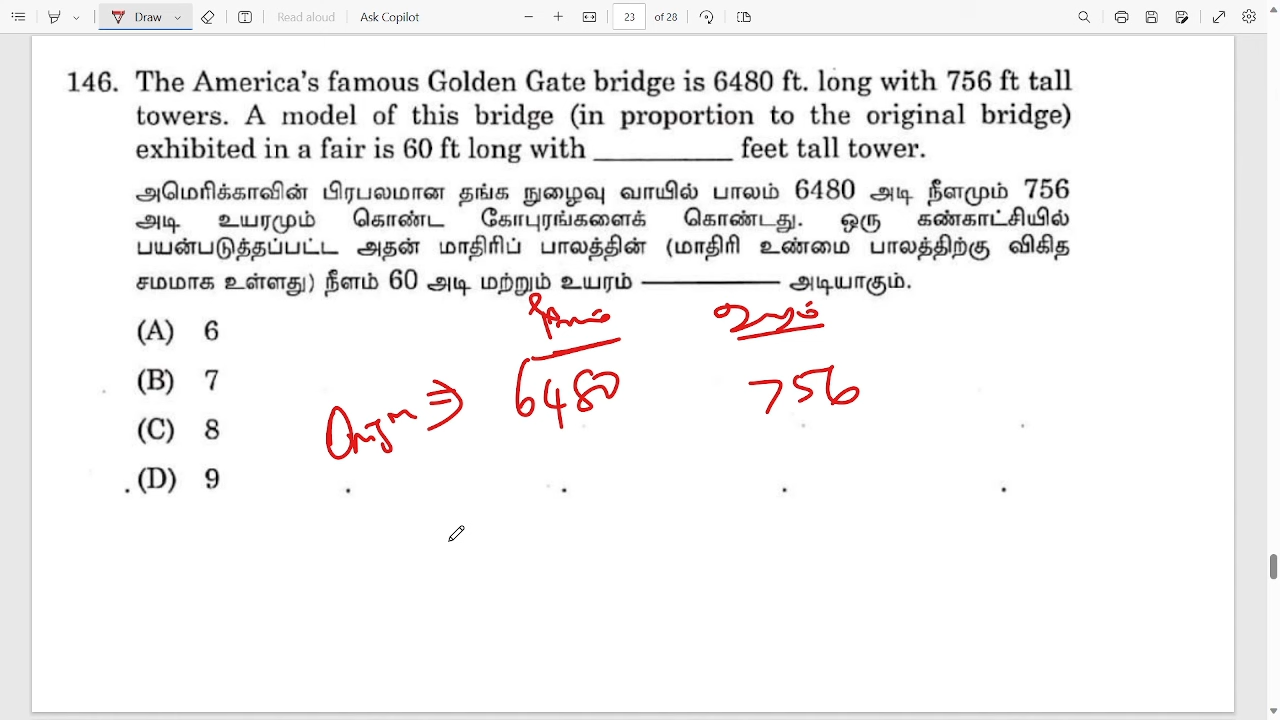 Draw
Read aloud
Ask Copilot
23
of 28
146. The America's famous Golden Gate bridge is 6480 ft. long with 756 ft tall
towers. A model of this bridge (in proportion to the original bridge)
exhibited in a fair is 60 ft long with __________ feet tall tower.
அமெரிக்காவின் பிரபலமான தங்க நுழைவு வாயில் பாலம் 6480 அடி நீளமும் 756
அடி உயரமும் கொண்ட கோபுரங்களைக் கொண்டது. ஒரு கண்காட்சியில்
பயன்படுத்தப்பட்ட அதன் மாதிரிப் பாலத்தின் (மாதிரி உண்மை பாலத்திற்கு விகித
சமமாக உள்ளது) நீளம் 60 அடி மற்றும் உயரம் __________ அடியாகும்.
நீளம் உயரம்
(A) 6
(B) 7
(C) 8
(D) 9
⇒ 6480 756